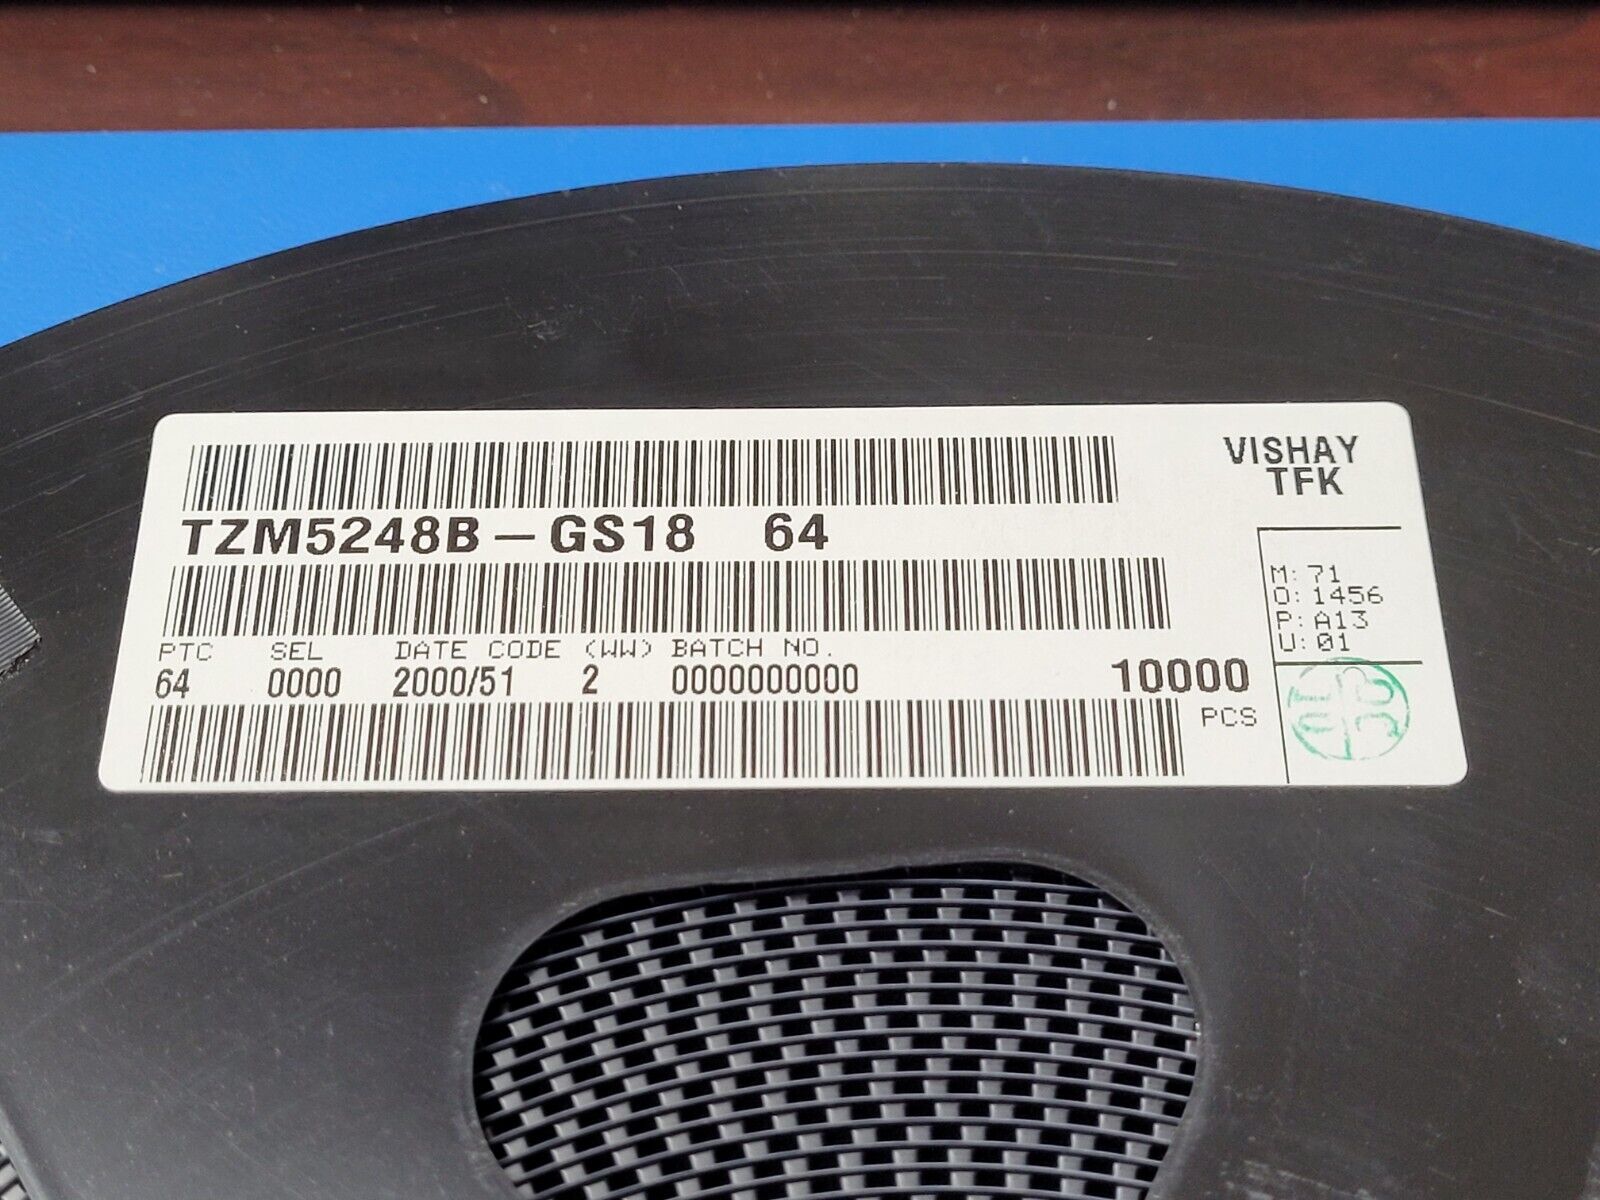 VISHAY
TFK
TZM5248B-GS18 64
M: 71
O: 1456
P: A13
U: 01
PTC SEL DATE CODE (WW) BATCH NO.
64 0000 2000/51 2 0000000000 10000
PCS